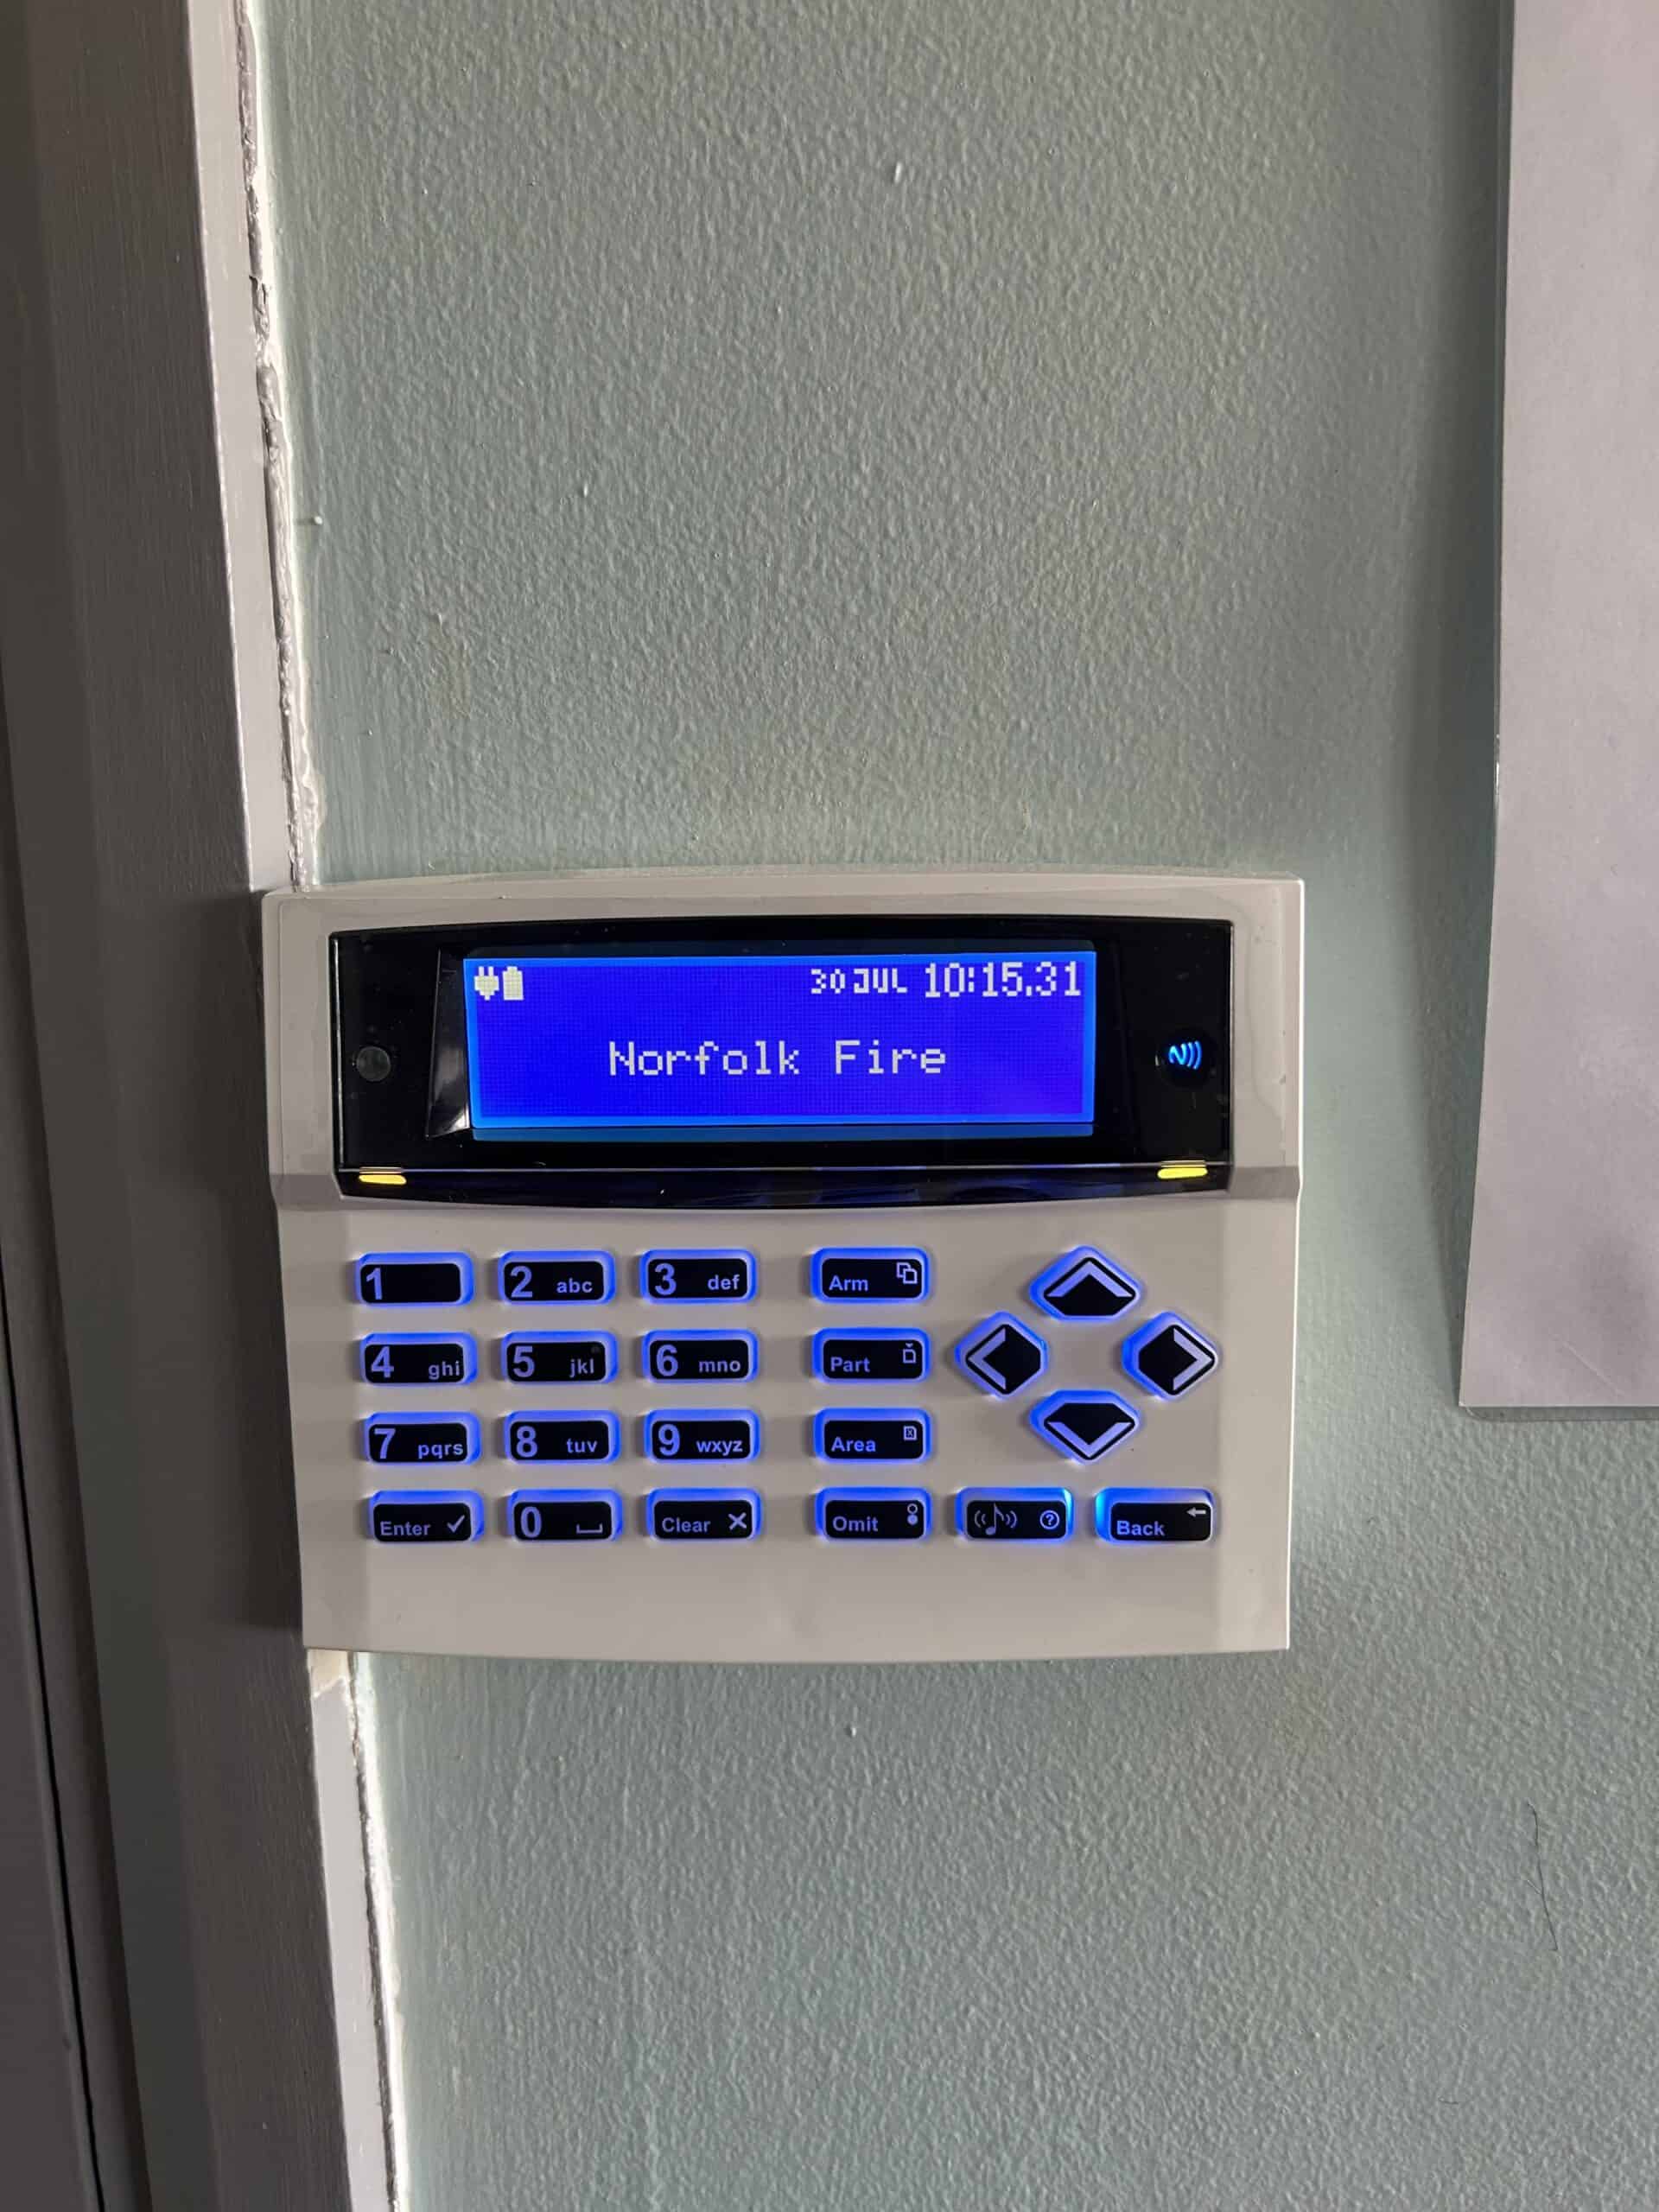 30 JUL 10:15.31
Norfolk Fire
1 2 abc 3 def Arm
4 ghi 5 jkl 6 mno Part
7 pqrs 8 tuv 9 wxyz Area
Enter 0 Clear Omit ? Back